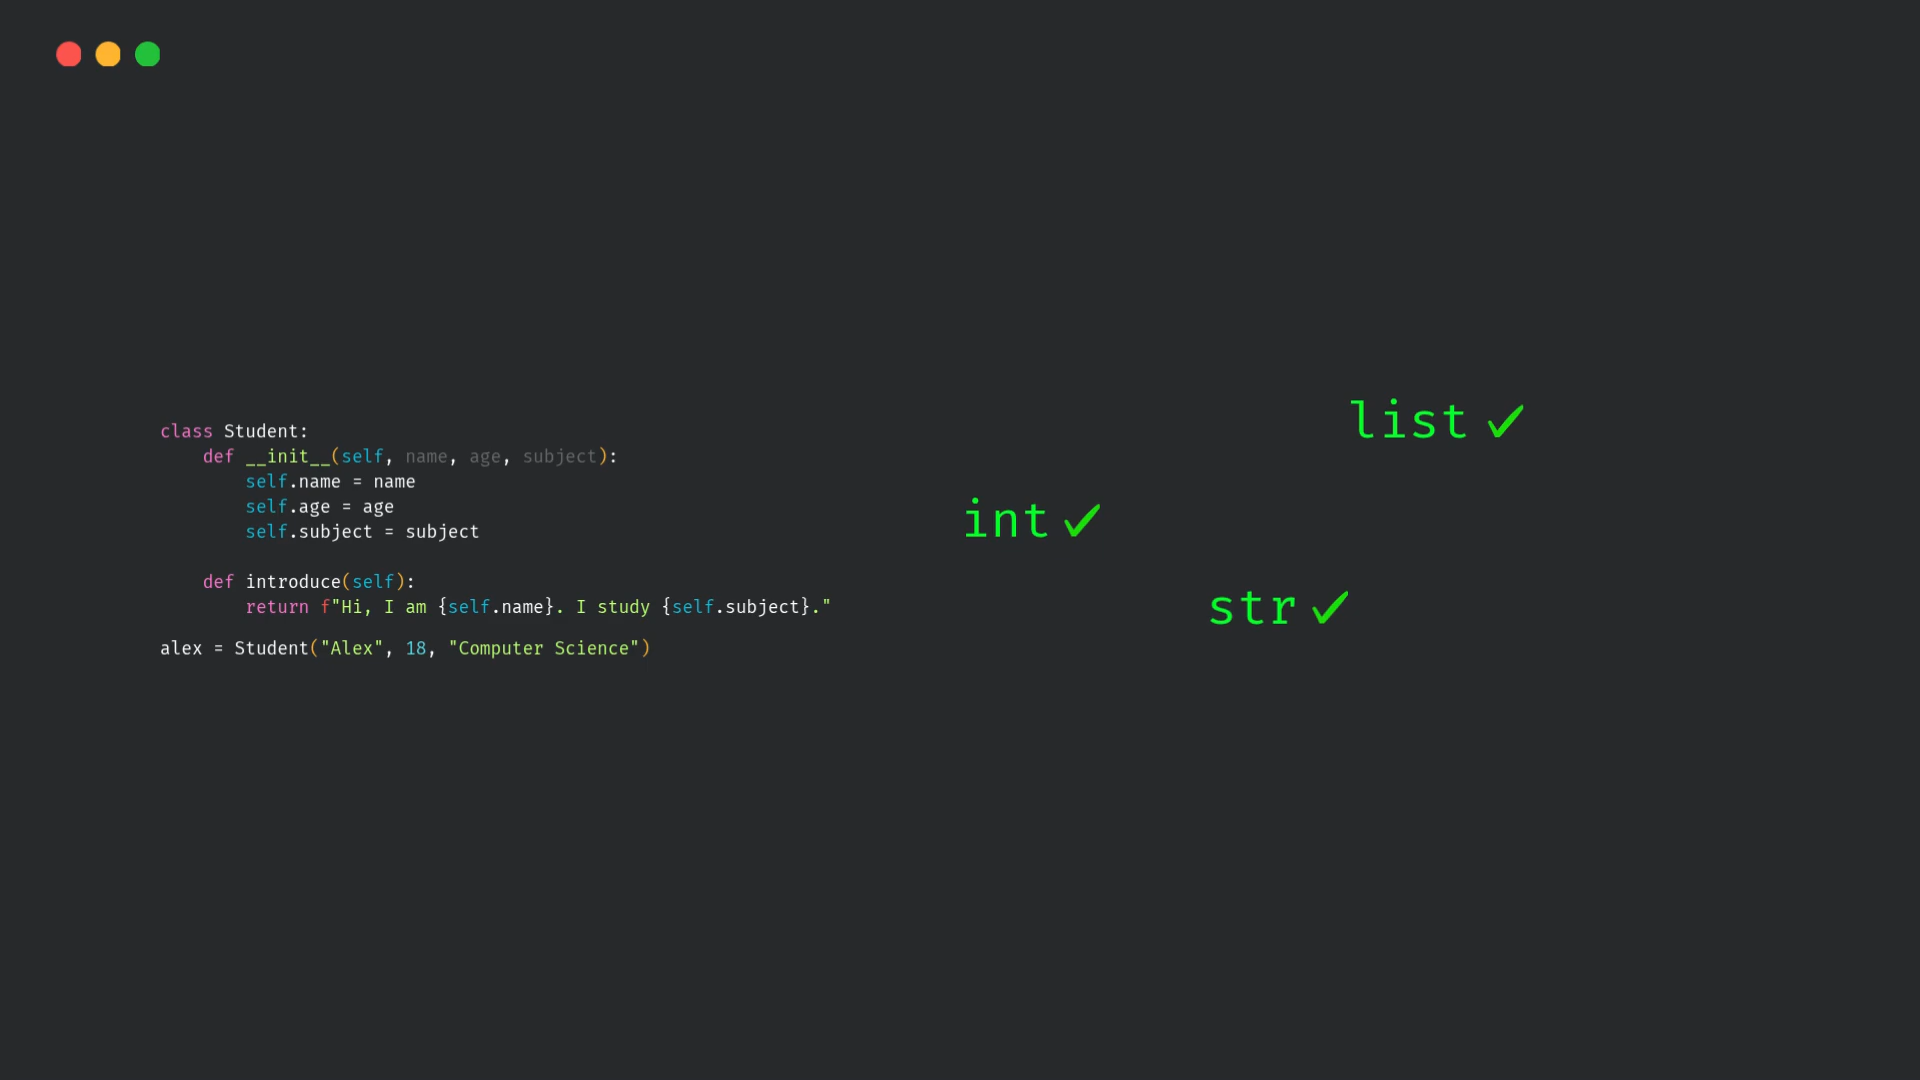 class Student:
    def __init__(self, name, age, subject):
        self.name = name
        self.age = age
        self.subject = subject
    def introduce(self):
        return f"Hi, I am {self.name}. I study {self.subject}."
alex = Student("Alex", 18, "Computer Science")
list ✓
int ✓
str ✓